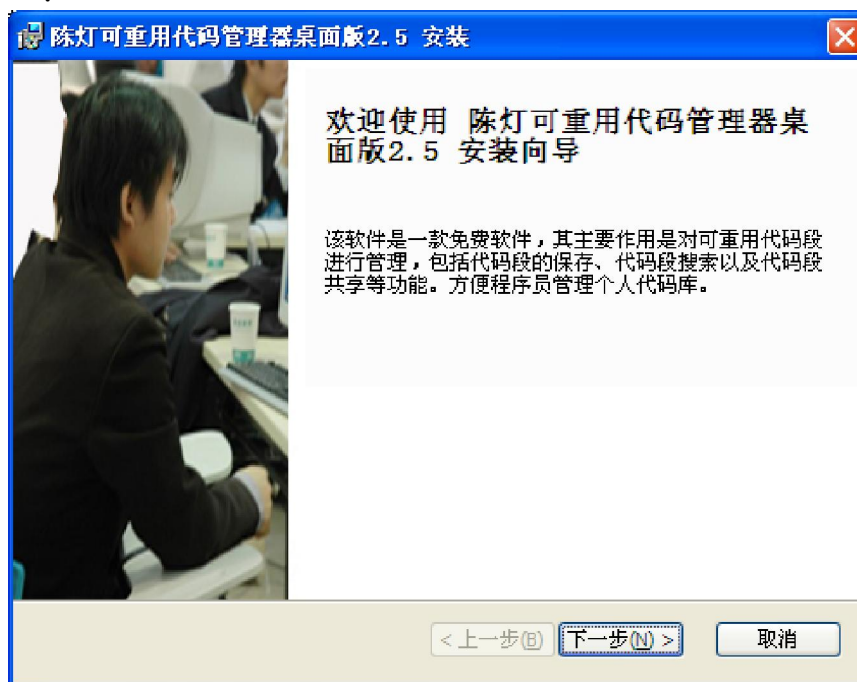 陈灯可重用代码管理器桌面版2.5 安装
欢迎使用 陈灯可重用代码管理器桌
面版2.5 安装向导
该软件是一款免费软件，其主要作用是对可重用代码段
进行管理，包括代码段的保存、代码段搜索以及代码段
共享等功能。方便程序员管理个人代码库。
<上一步(B) 下一步(N) > 取消